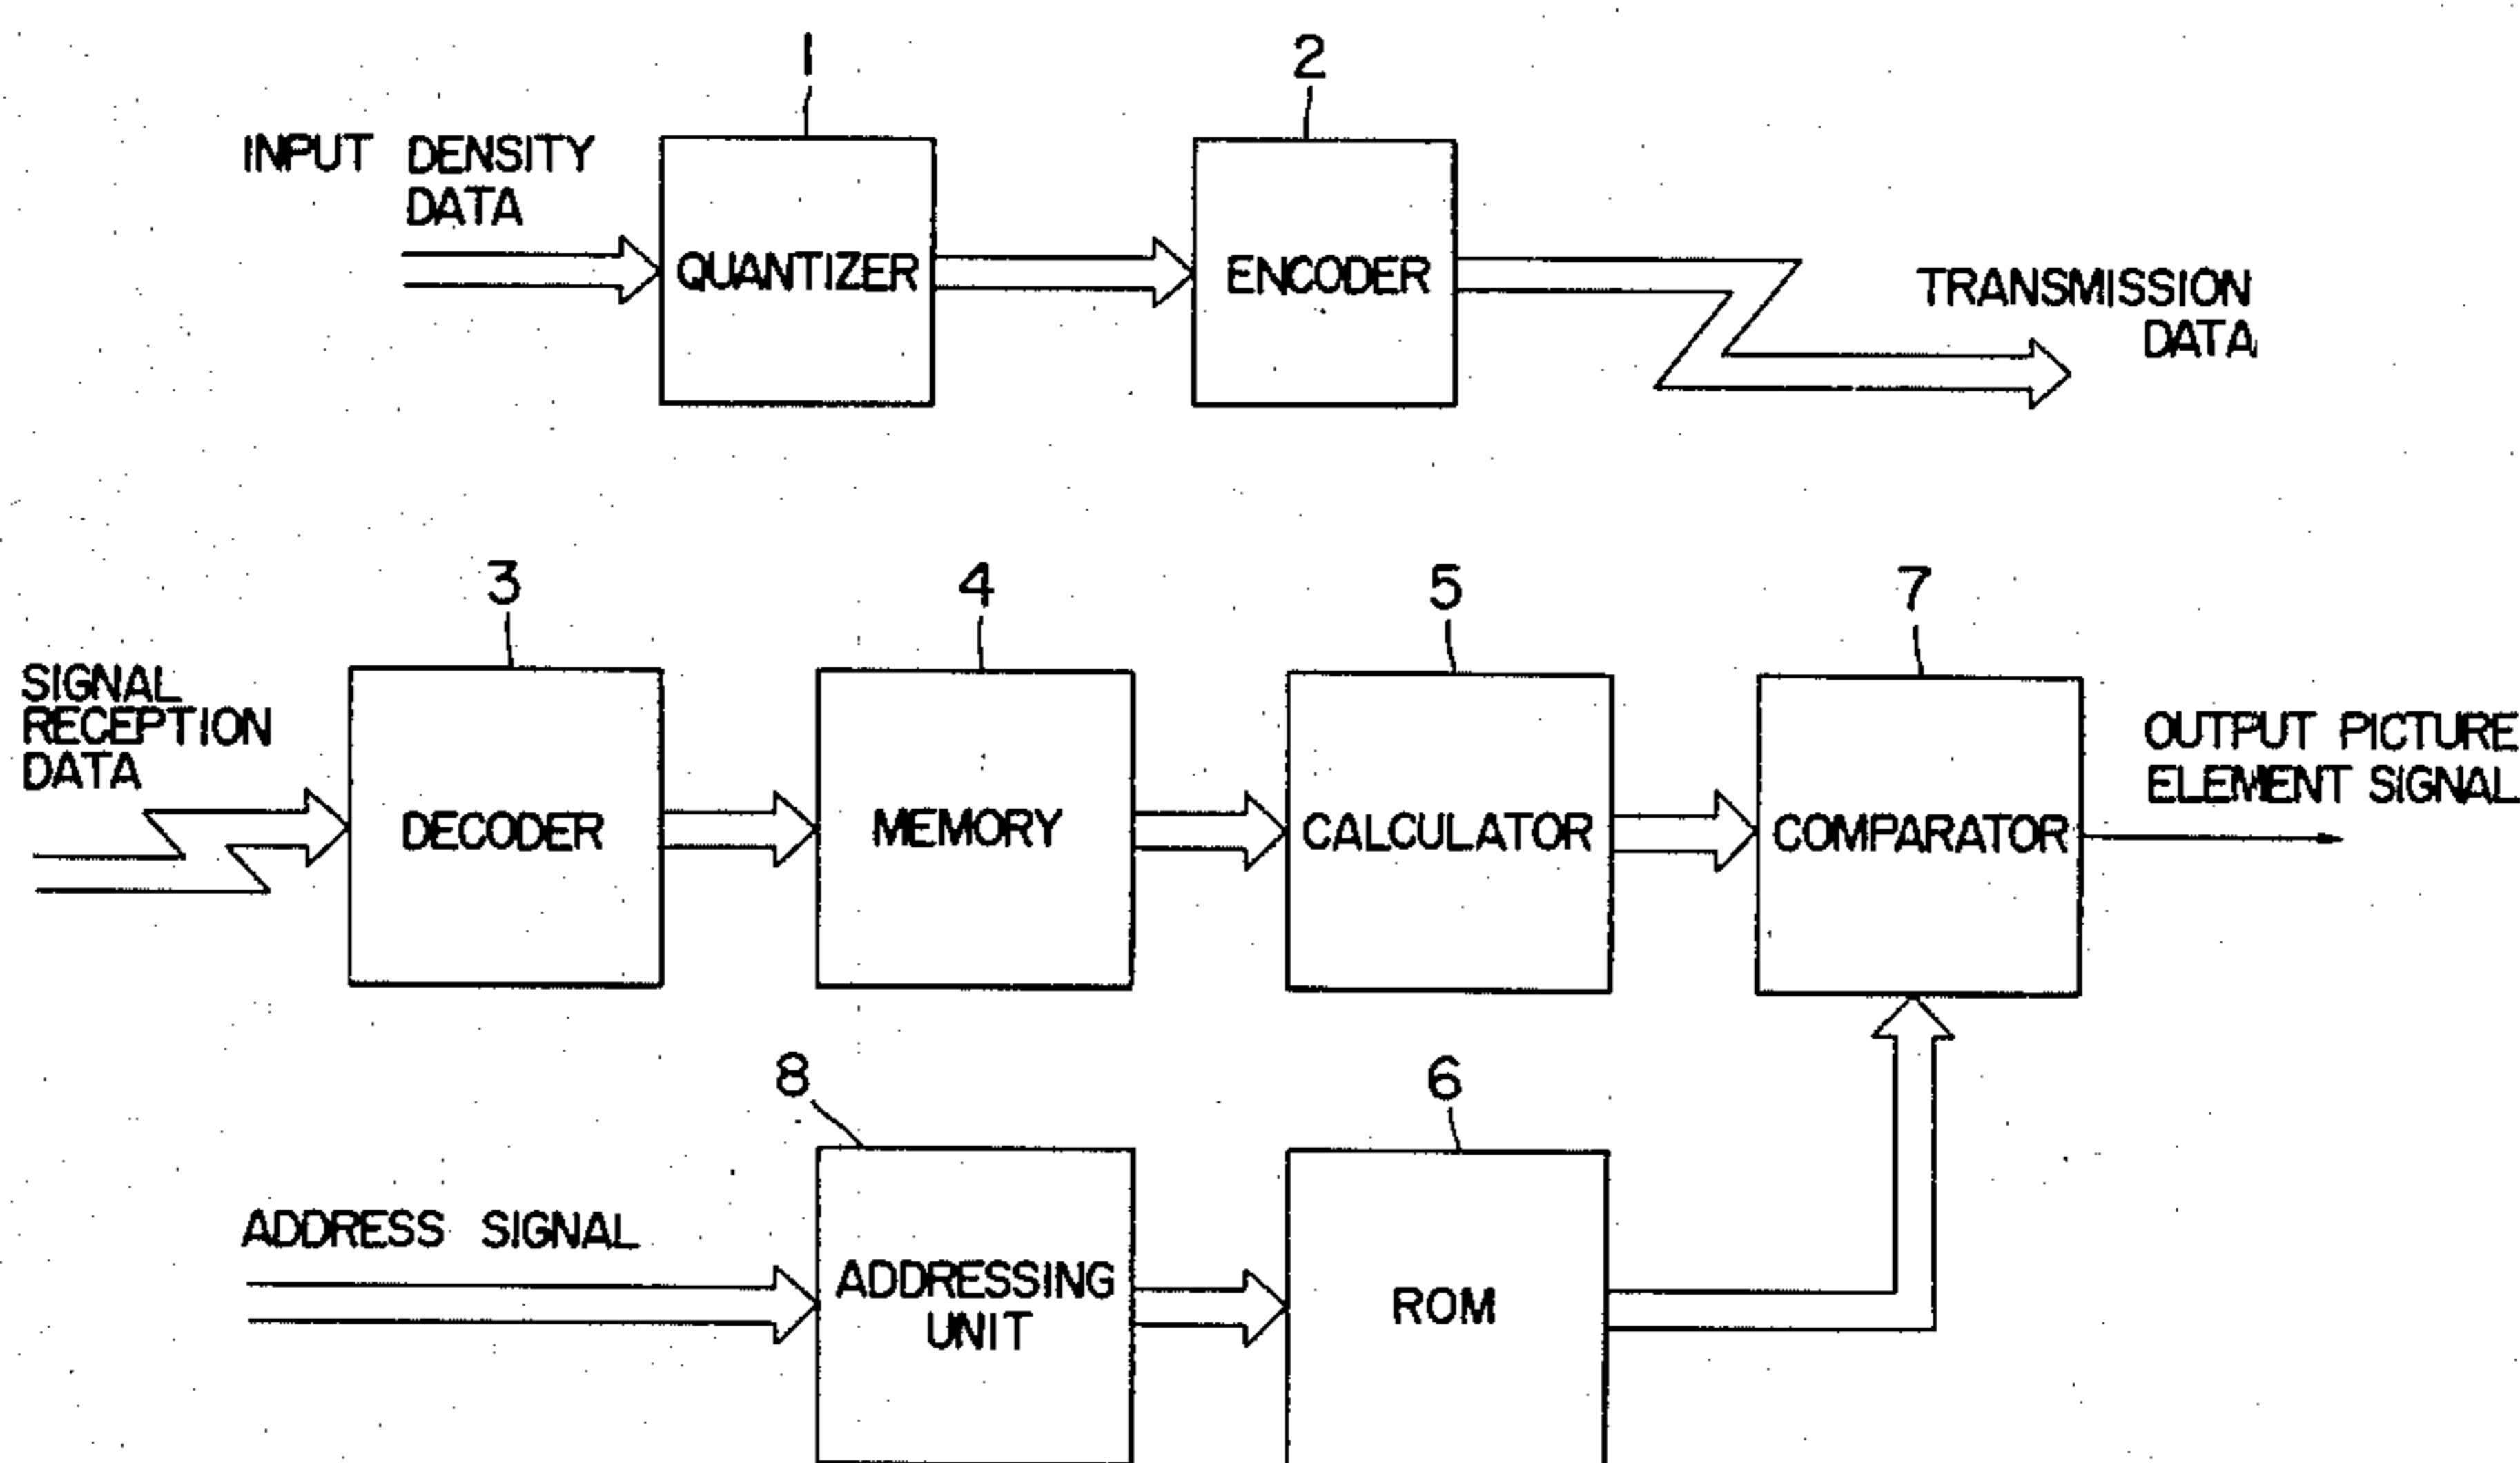 1
2
INPUT DENSITY
DATA
QUANTIZER
ENCODER
TRANSMISSION
DATA
3
4
5
7
SIGNAL
RECEPTION
DATA
DECODER
MEMORY
CALCULATOR
COMPARATOR
OUTPUT PICTURE
ELEMENT SIGNAL
8
6
ADDRESS SIGNAL
ADDRESSING
UNIT
ROM